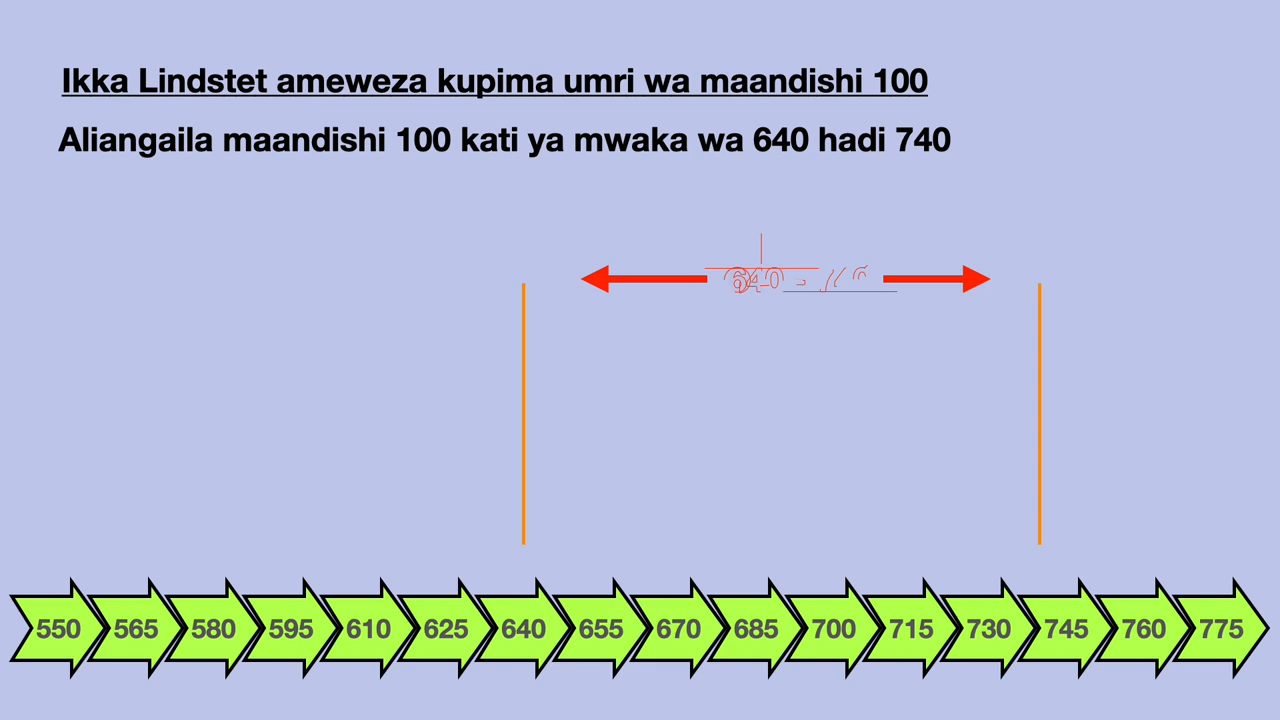 Ikka Lindstet ameweza kupima umri wa maandishi 100
Aliangaila maandishi 100 kati ya mwaka wa 640 hadi 740
640 -
550 565 580 595 610 625 640 655 670 685 700 715 730 745 760 775